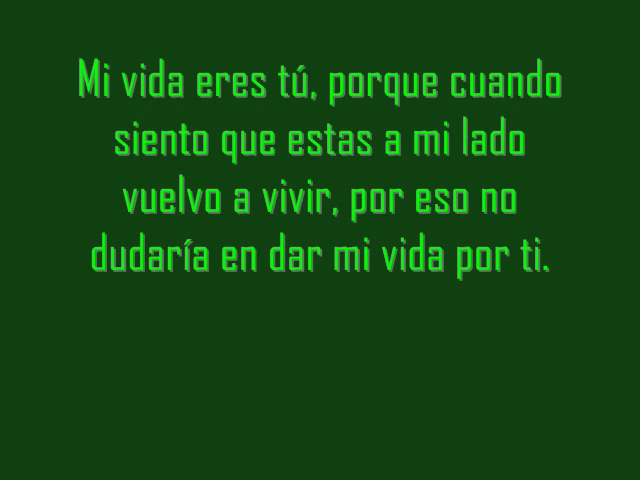 Mi vida eres tú, porque cuando
siento que estas a mi lado
vuelvo a vivir, por eso no
dudaría en dar mi vida por ti.